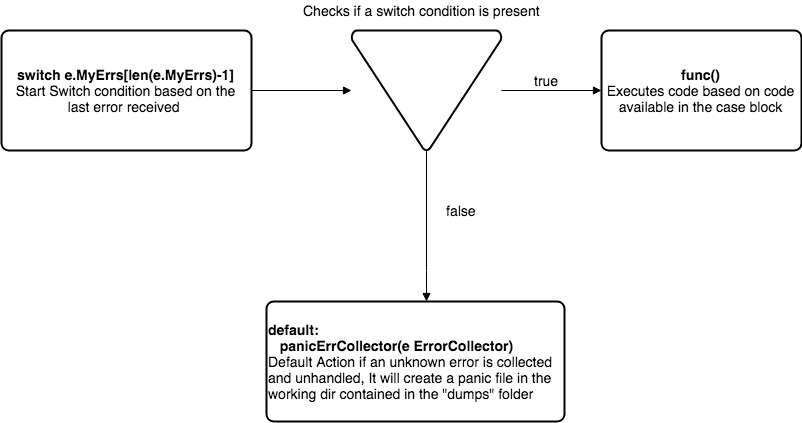 Checks if a switch condition is present
switch e.MyErrs[len(e.MyErrs)-1]
Start Switch condition based on the
last error received
true
func()
Executes code based on code
available in the case block
false
default:
panicErrCollector(e ErrorCollector)
Default Action if an unknown error is collected
and unhandled, It will create a panic file in the
working dir contained in the "dumps" folder